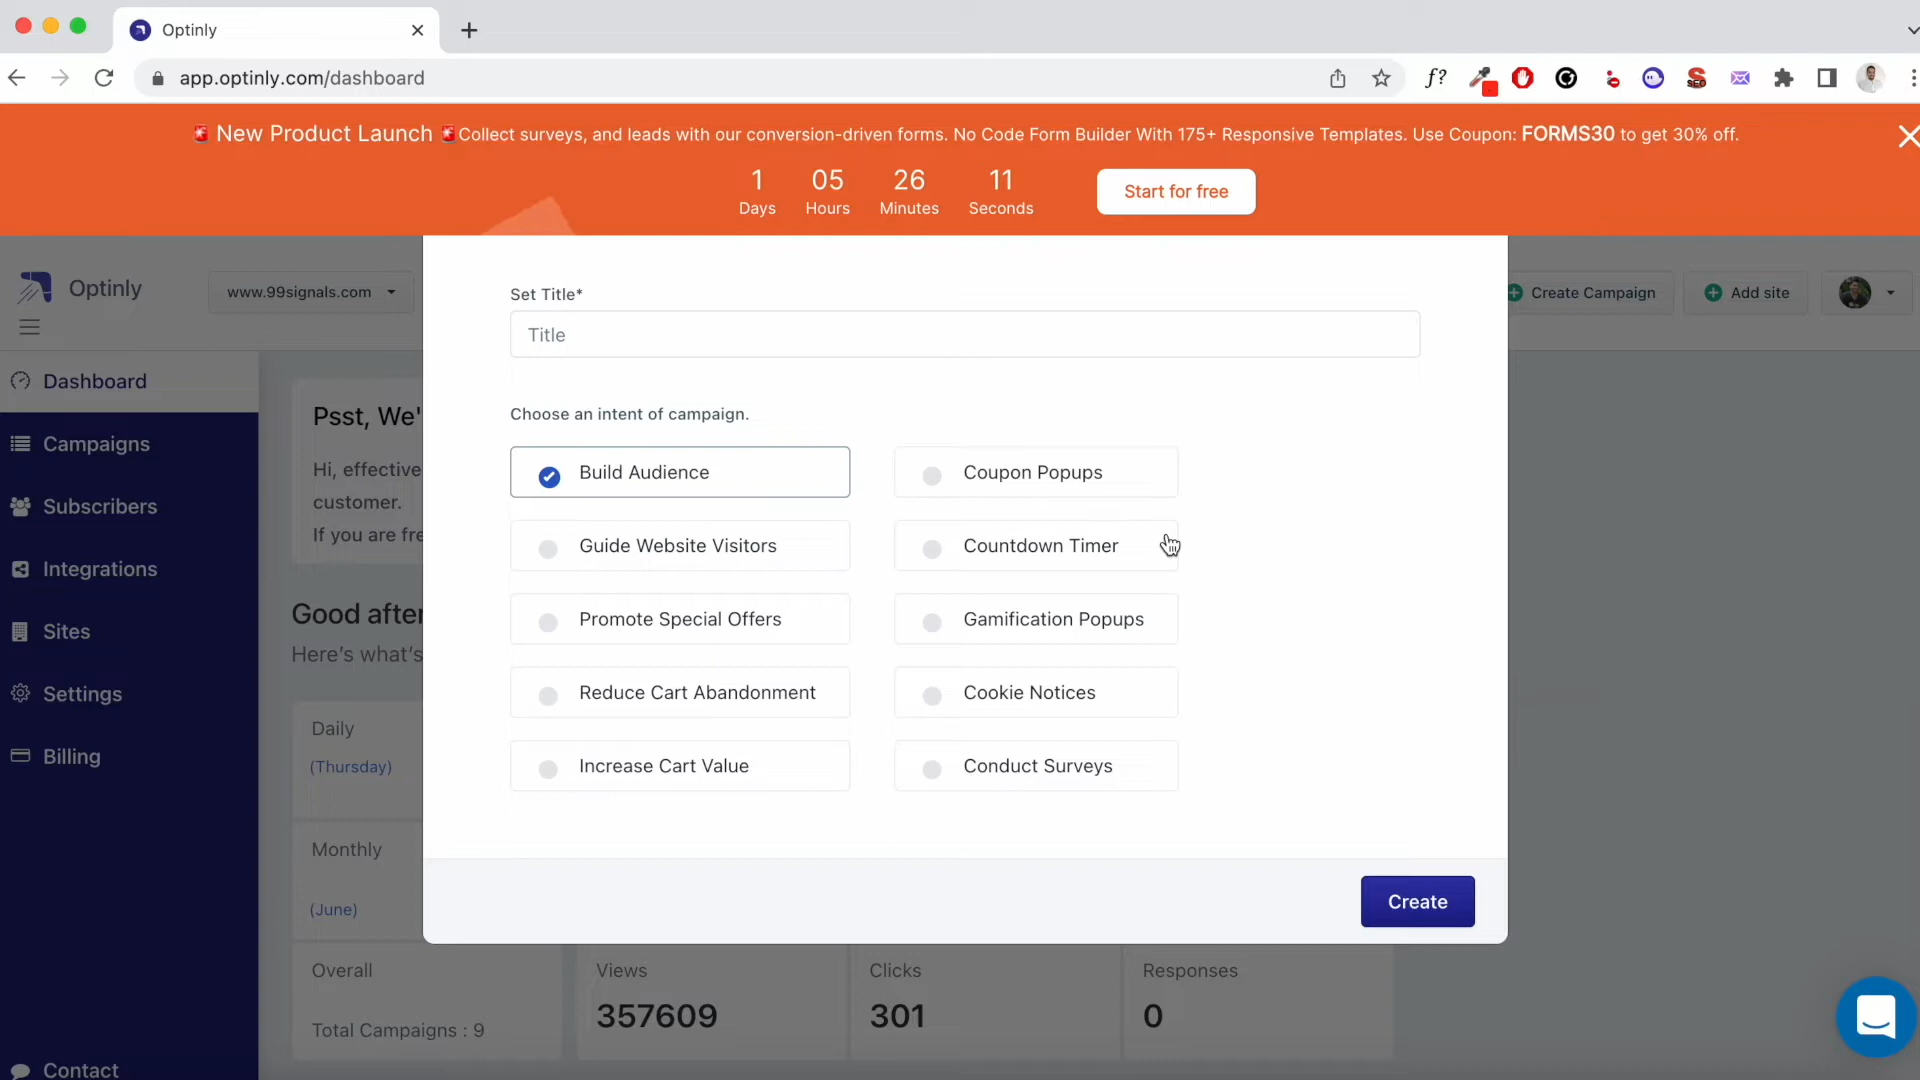 Optinly
app.optinly.com/dashboard
f?
SEO
New Product Launch Collect surveys, and leads with our conversion-driven forms. No Code Form Builder With 175+ Responsive Templates. Use Coupon: FORMS30 to get 30% off.
1 05 26 11
Days Hours Minutes Seconds
Start for free
Optinly
www.99signals.com
Create Campaign
Add site
Set Title*
Title
Dashboard
Campaigns
Subscribers
Integrations
Sites
Settings
Billing
Contact
Psst, We'
Hi, effective
customer.
If you are fre
Good after
Here's what's
Choose an intent of campaign.
Build Audience
Coupon Popups
Guide Website Visitors
Countdown Timer
Promote Special Offers
Gamification Popups
Reduce Cart Abandonment
Cookie Notices
Increase Cart Value
Conduct Surveys
Create
Daily
(Thursday)
Monthly
(June)
Overall
Total Campaigns : 9
Views
357609
Clicks
301
Responses
0